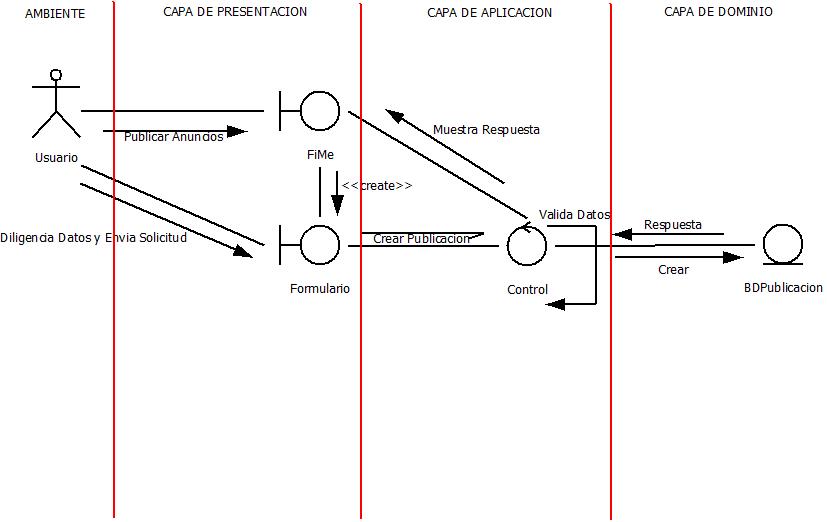 AMBIENTE
CAPA DE PRESENTACION
CAPA DE APLICACION
CAPA DE DOMINIO
Publicar Anuncios
Muestra Respuesta
Usuario
FiMe
<<create>>
Valida Datos
Respuesta
Diligencia Datos y Envia Solicitud
Crear Publicacion
Crear
Formulario
Control
BDPublicacion